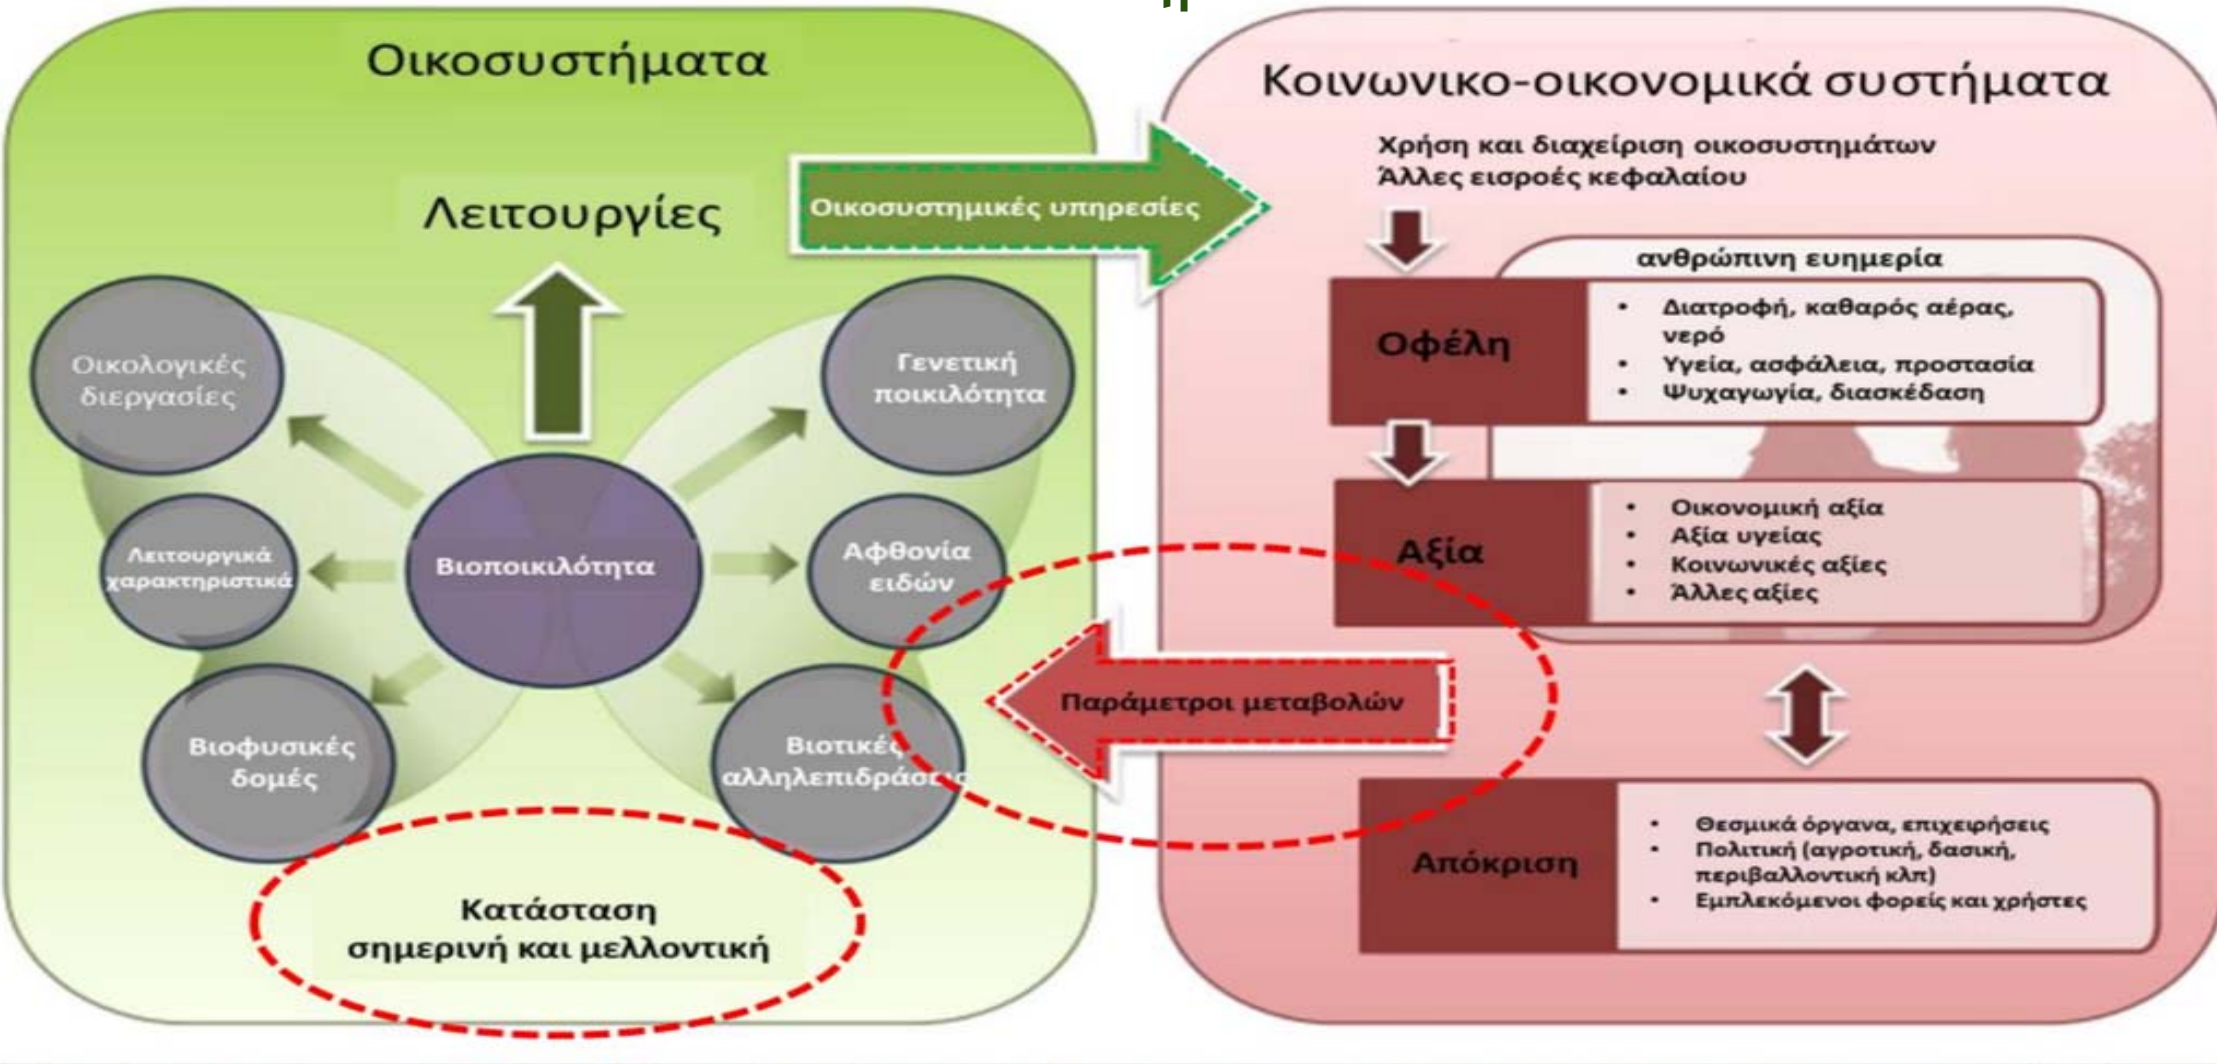 Οικοσυστήματα
Λειτουργίες
Οικοσυστημικές υπηρεσίες
Οικολογικές
διεργασίες
Γενετική
ποικιλότητα
Λειτουργικά
χαρακτηριστικά
Βιοποικιλότητα
Αφθονία
ειδών
Βιοφυσικές
δομές
Βιοτικές
αλληλεπιδράσεις
Κατάσταση
σημερινή και μελλοντική
Παράμετροι μεταβολών
Κοινωνικο-οικονομικά συστήματα
Χρήση και διαχείριση οικοσυστημάτων
Άλλες εισροές κεφαλαίου
ανθρώπινη ευημερία
Οφέλη
• Διατροφή, καθαρός αέρας,
νερό
• Υγεία, ασφάλεια, προστασία
• Ψυχαγωγία, διασκέδαση
Αξία
• Οικονομική αξία
• Αξία υγείας
• Κοινωνικές αξίες
• Άλλες αξίες
Απόκριση
• Θεσμικά όργανα, επιχειρήσεις
• Πολιτική (αγροτική, δασική,
περιβαλλοντική κλπ)
• Εμπλεκόμενοι φορείς και χρήστες